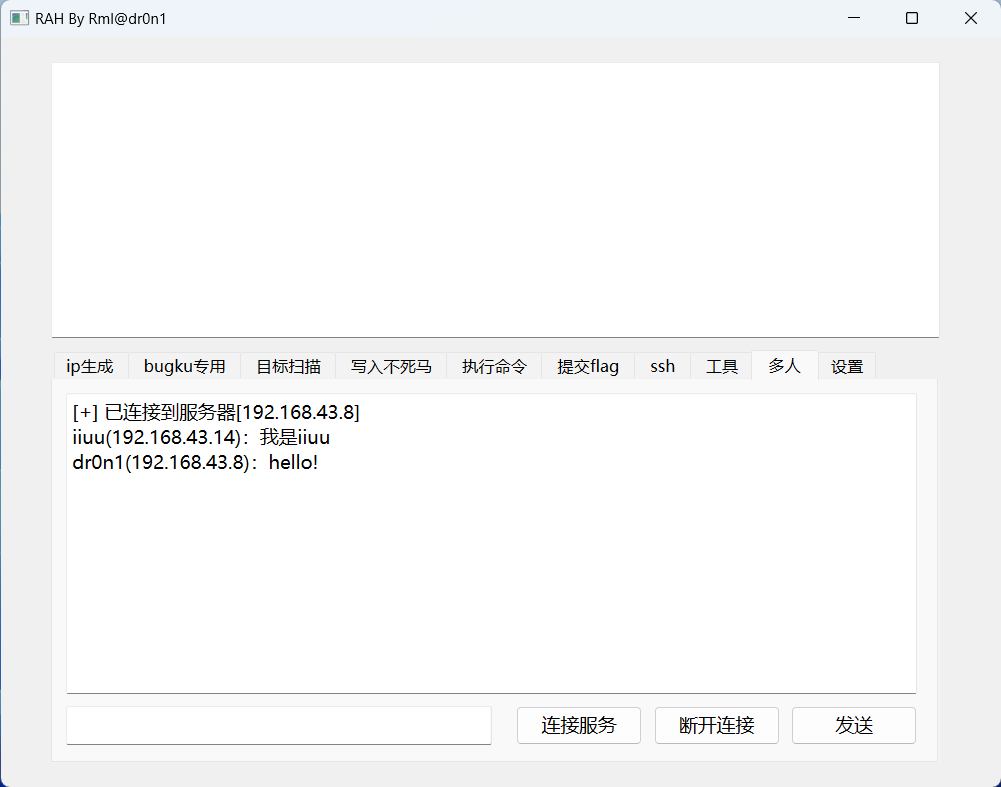 RAH By Rml@dr0n1
ip生成 bugku专用 目标扫描 写入不死马 执行命令 提交flag ssh 工具 多人 设置
[+] 已连接到服务器[192.168.43.8]
iiuu(192.168.43.14)：我是iiuu
dr0n1(192.168.43.8)：hello!
连接服务 断开连接 发送